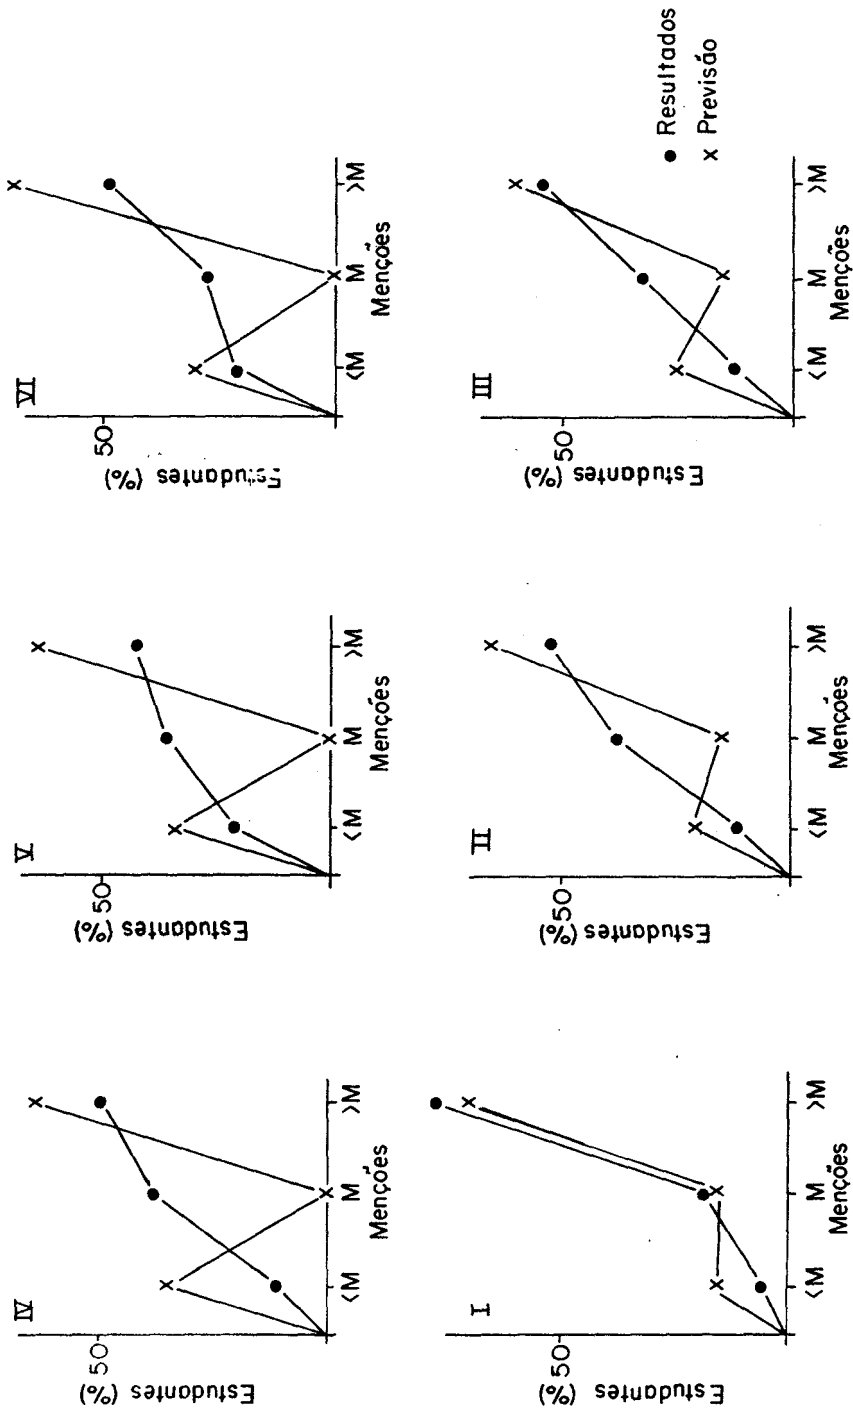 VI
Estudantes (%)
50
<M
M
>M
Menções
III
Estudantes (%)
50
<M
M
>M
Menções
● Resultados
x Previsão
V
Estudantes (%)
50
<M
M
>M
Menções
II
Estudantes (%)
50
<M
M
>M
Menções
IV
Estudantes (%)
50
<M
M
>M
Menções
I
Estudantes (%)
50
<M
M
>M
Menções